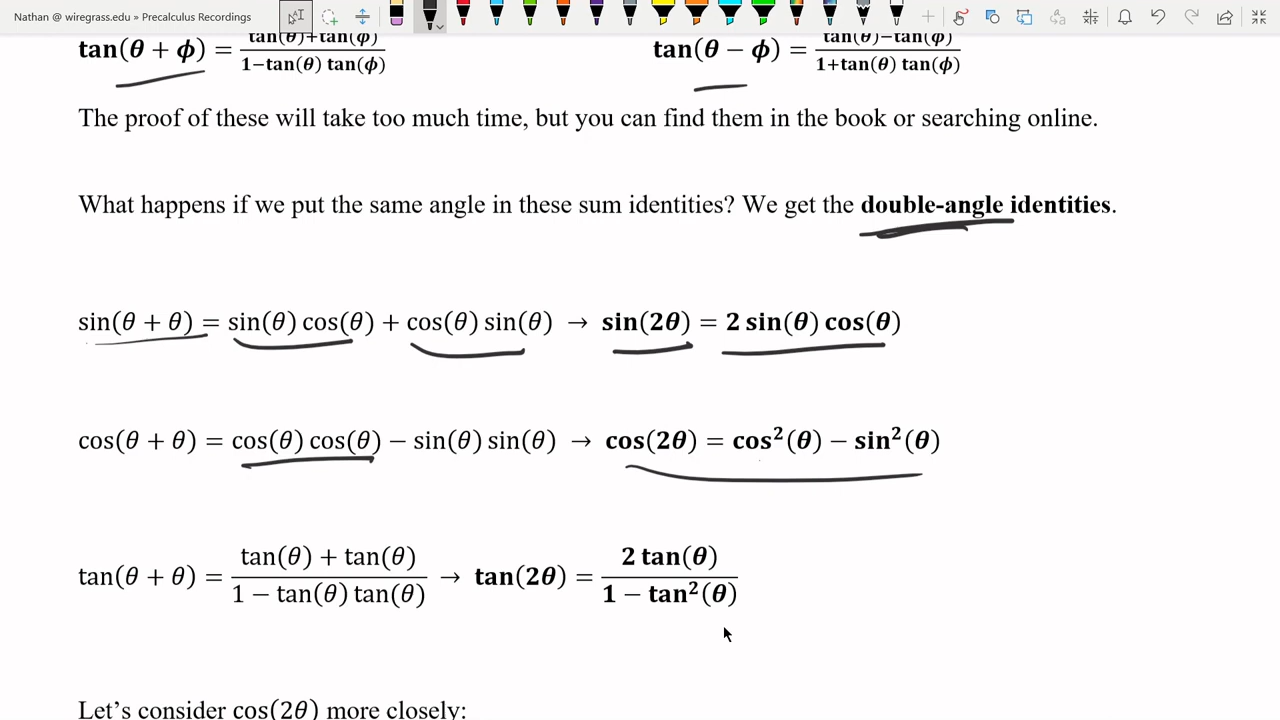 Nathan @ wiregrass.edu » Precalculus Recordings
tan(θ + ϕ) = tan(θ)+tan(ϕ) / 1−tan(θ) tan(ϕ) tan(θ − ϕ) = tan(θ)−tan(ϕ) / 1+tan(θ) tan(ϕ)
The proof of these will take too much time, but you can find them in the book or searching online.
What happens if we put the same angle in these sum identities? We get the double-angle identities.
sin(θ + θ) = sin(θ) cos(θ) + cos(θ) sin(θ) → sin(2θ) = 2 sin(θ) cos(θ)
cos(θ + θ) = cos(θ) cos(θ) − sin(θ) sin(θ) → cos(2θ) = cos²(θ) − sin²(θ)
tan(θ + θ) = tan(θ) + tan(θ) / 1 − tan(θ) tan(θ) → tan(2θ) = 2 tan(θ) / 1 − tan²(θ)
Let’s consider cos(2θ) more closely: